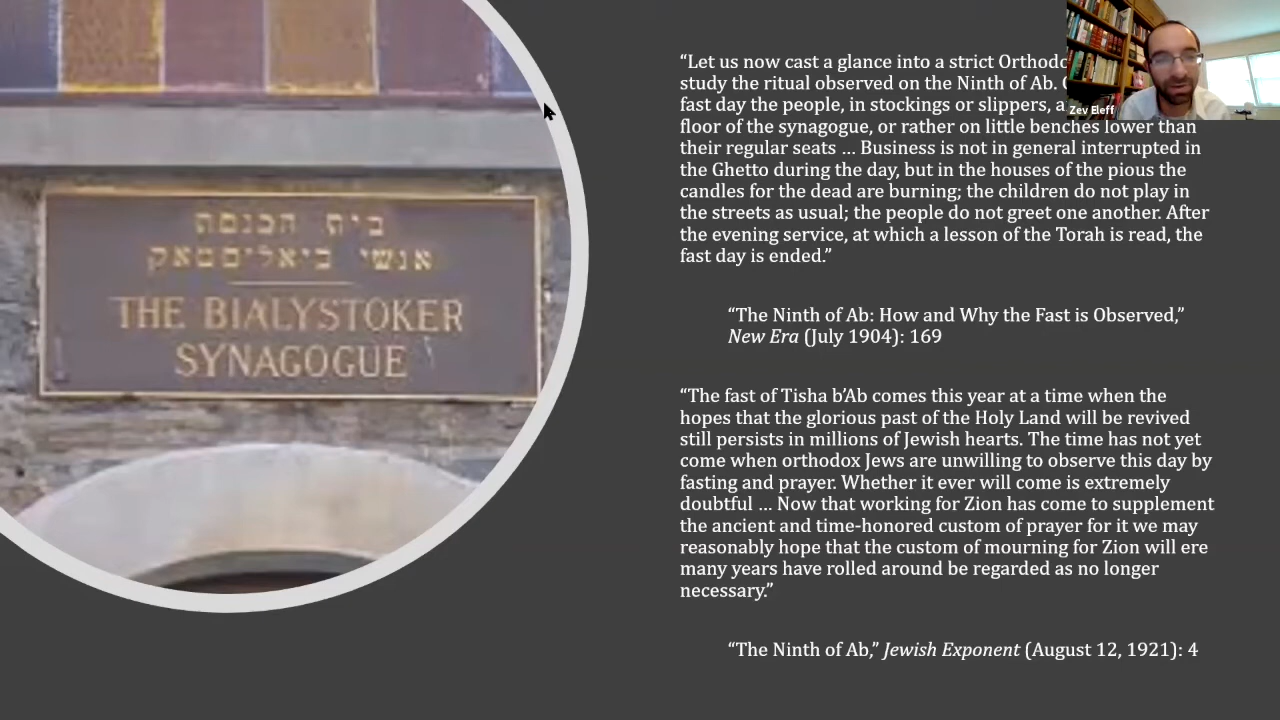 בית הכנסת
אנשי ביאליסטאק
THE BIALYSTOKER
SYNAGOGUE
“Let us now cast a glance into a strict
study the ritual observed on the Ninth of Ab.
fast day the people, in stockings or slippers,
floor of the synagogue, or rather on little benches lower than
their regular seats … Business is not in general interrupted in
the Ghetto during the day, but in the houses of the pious the
candles for the dead are burning; the children do not play in
the streets as usual; the people do not greet one another. After
the evening service, at which a lesson of the Torah is read, the
fast day is ended.”
“The Ninth of Ab: How and Why the Fast is Observed,”
New Era (July 1904): 169
“The fast of Tisha b’Ab comes this year at a time when the
hopes that the glorious past of the Holy Land will be revived
still persists in millions of Jewish hearts. The time has not yet
come when orthodox Jews are unwilling to observe this day by
fasting and prayer. Whether it ever will come is extremely
doubtful … Now that working for Zion has come to supplement
the ancient and time-honored custom of prayer for it we may
reasonably hope that the custom of mourning for Zion will ere
many years have rolled around be regarded as no longer
necessary.”
“The Ninth of Ab,” Jewish Exponent (August 12, 1921): 4
Zev Eleff